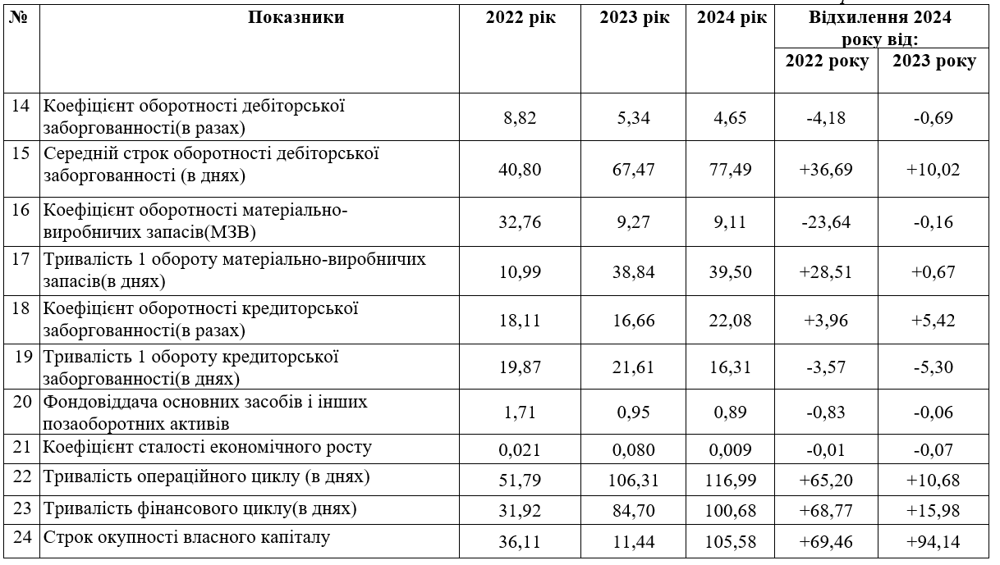 № Показники 2022 рік 2023 рік 2024 рік Відхилення 2024
року від:
2022 року 2023 року
14 Коефіцієнт оборотності дебіторської
заборгованності(в разах) 8,82 5,34 4,65 -4,18 -0,69
15 Середній строк оборотності дебіторської
заборгованності (в днях) 40,80 67,47 77,49 +36,69 +10,02
16 Коефіцієнт оборотності матеріально-
виробничих запасів(МЗВ) 32,76 9,27 9,11 -23,64 -0,16
17 Тривалість 1 обороту матеріально-виробничих
запасів(в днях) 10,99 38,84 39,50 +28,51 +0,67
18 Коефіцієнт оборотності кредиторської
заборгованності(в разах) 18,11 16,66 22,08 +3,96 +5,42
19 Тривалість 1 обороту кредиторської
заборгованності(в днях) 19,87 21,61 16,31 -3,57 -5,30
20 Фондовіддача основних засобів і інших
позаоборотних активів 1,71 0,95 0,89 -0,83 -0,06
21 Коефіцієнт сталості економічного росту 0,021 0,080 0,009 -0,01 -0,07
22 Тривалість операційного циклу (в днях) 51,79 106,31 116,99 +65,20 +10,68
23 Тривалість фінансового циклу(в днях) 31,92 84,70 100,68 +68,77 +15,98
24 Строк окупності власного капіталу 36,11 11,44 105,58 +69,46 +94,14